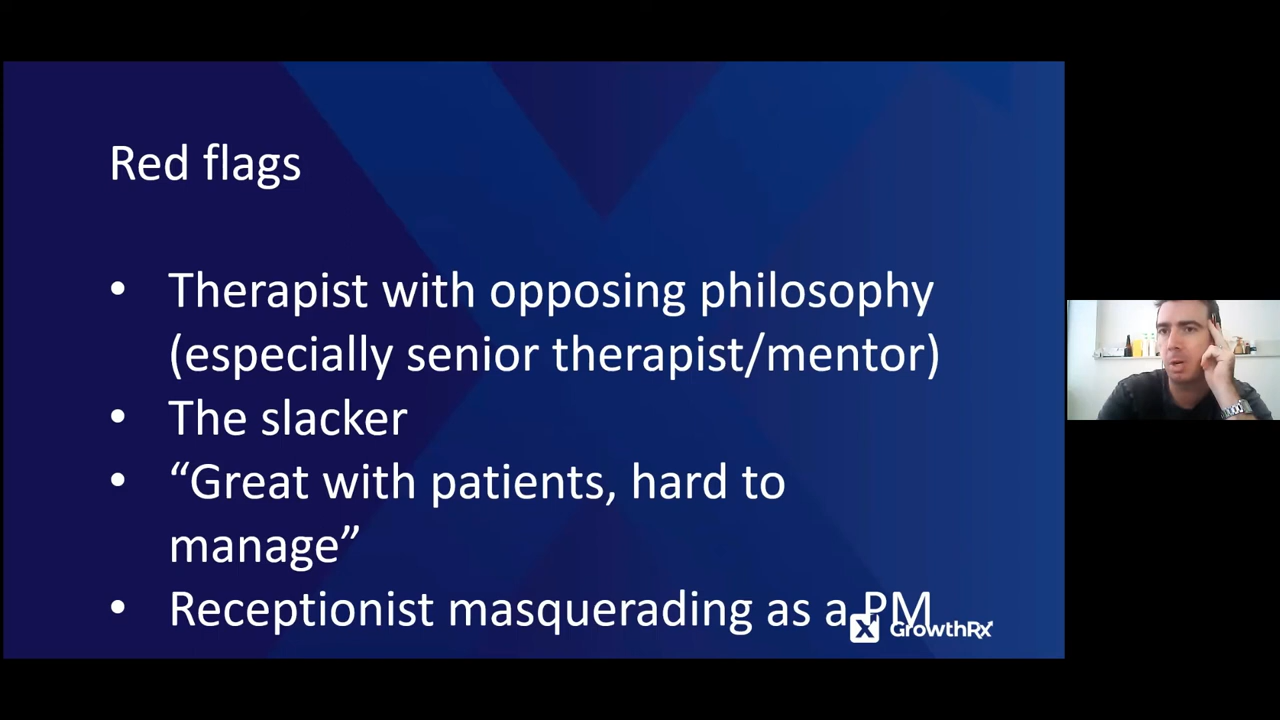 Red flags
• Therapist with opposing philosophy
(especially senior therapist/mentor)
• The slacker
• “Great with patients, hard to
manage”
• Receptionist masquerading as a PM
GrowthRx